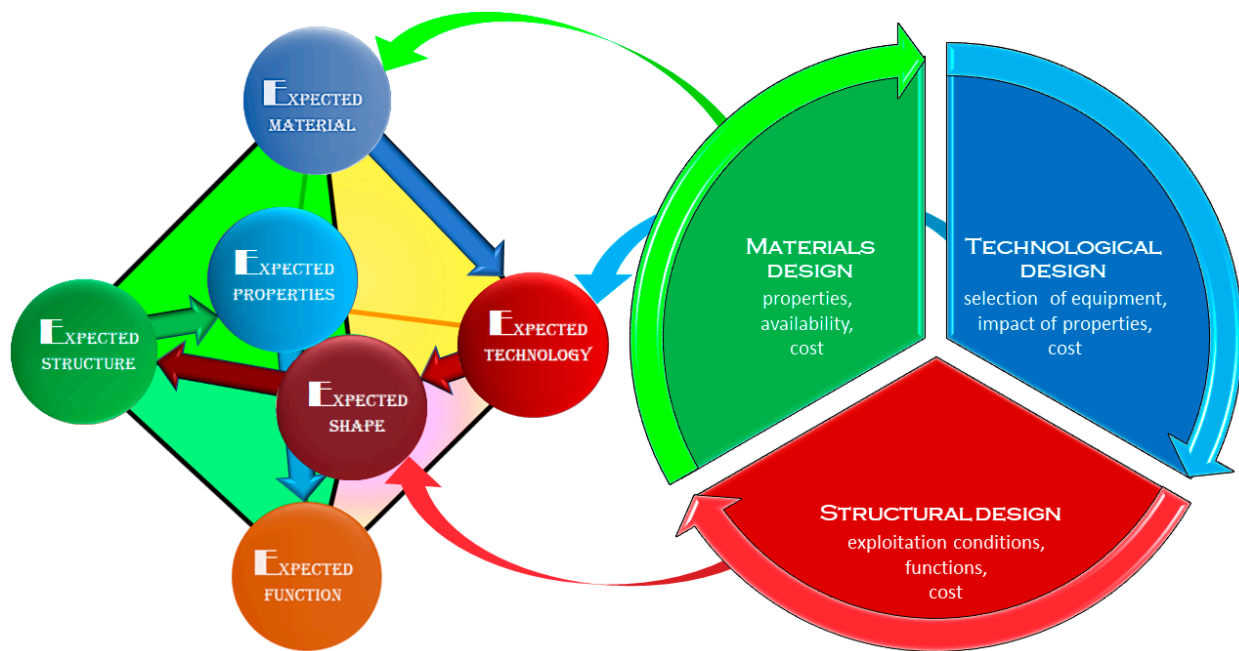 EXPECTED
MATERIAL
EXPECTED
PROPERTIES
EXPECTED
STRUCTURE
EXPECTED
TECHNOLOGY
EXPECTED
SHAPE
EXPECTED
FUNCTION
MATERIALS
DESIGN
properties,
availability,
cost
TECHNOLOGICAL
DESIGN
selection of equipment,
impact of properties,
cost
STRUCTURAL DESIGN
exploitation conditions,
functions,
cost